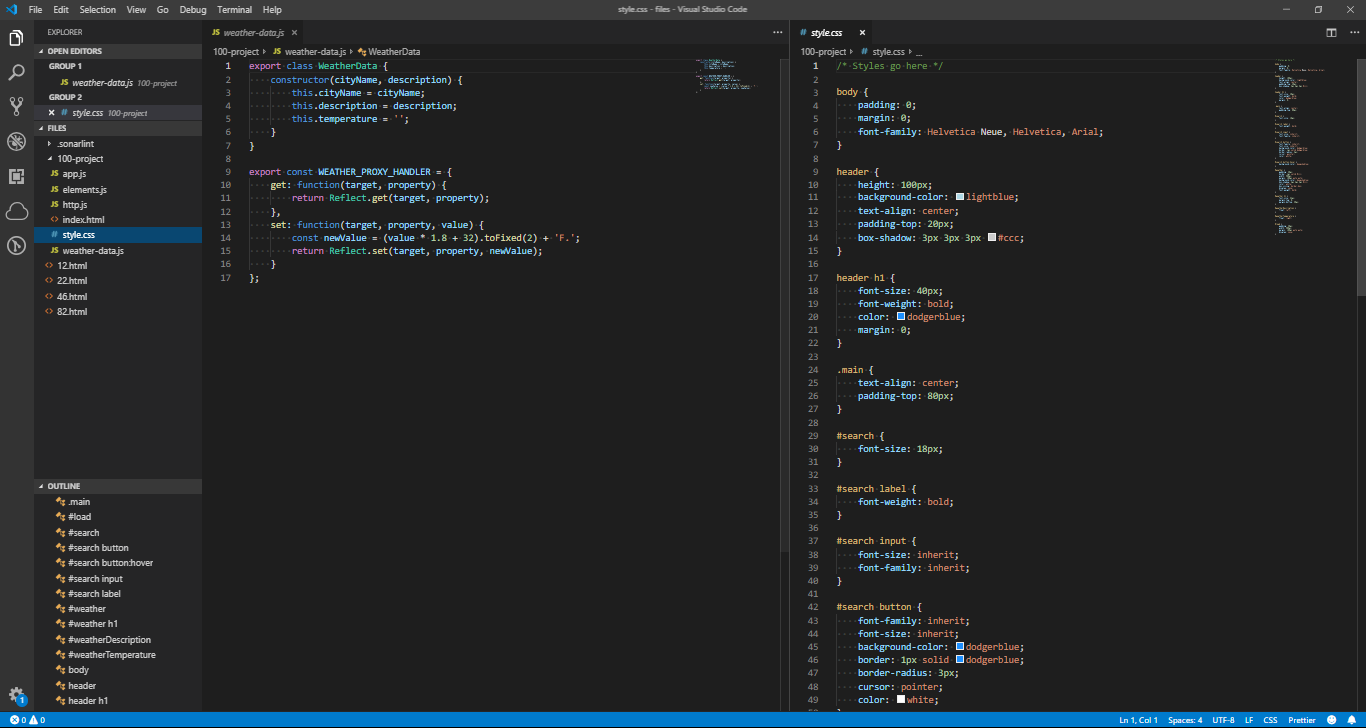 File Edit Selection View Go Debug Terminal Help
style.css - files - Visual Studio Code
EXPLORER
OPEN EDITORS
GROUP 1
JS weather-data.js 100-project
GROUP 2
# style.css 100-project
FILES
.sonarlint
100-project
JS app.js
JS elements.js
JS http.js
<> index.html
# style.css
JS weather-data.js
<> 12.html
<> 22.html
<> 46.html
<> 82.html
OUTLINE
.main
#load
#search
#search button
#search button:hover
#search input
#search label
#weather
#weather h1
#weatherDescription
#weatherTemperature
body
header
header h1
JS weather-data.js
100-project JS weather-data.js WeatherData
1 export class WeatherData {
2 constructor(cityName, description) {
3 this.cityName = cityName;
4 this.description = description;
5 this.temperature = '';
6 }
7 }
8
9 export const WEATHER_PROXY_HANDLER = {
10 get: function(target, property) {
11 return Reflect.get(target, property);
12 },
13 set: function(target, property, value) {
14 const newValue = (value * 1.8 + 32).toFixed(2) + 'F.';
15 return Reflect.set(target, property, newValue);
16 }
17 };
# style.css
100-project # style.css ...
1 /* Styles go here */
2
3 body {
4 padding: 0;
5 margin: 0;
6 font-family: Helvetica Neue, Helvetica, Arial;
7 }
8
9 header {
10 height: 100px;
11 background-color: lightblue;
12 text-align: center;
13 padding-top: 20px;
14 box-shadow: 3px 3px 3px #ccc;
15 }
16
17 header h1 {
18 font-size: 40px;
19 font-weight: bold;
20 color: dodgerblue;
21 margin: 0;
22 }
23
24 .main {
25 text-align: center;
26 padding-top: 80px;
27 }
28
29 #search {
30 font-size: 18px;
31 }
32
33 #search label {
34 font-weight: bold;
35 }
36
37 #search input {
38 font-size: inherit;
39 font-family: inherit;
40 }
41
42 #search button {
43 font-family: inherit;
44 font-size: inherit;
45 background-color: dodgerblue;
46 border: 1px solid dodgerblue;
47 border-radius: 3px;
48 cursor: pointer;
49 color: white;
1
0 0
Ln 1, Col 1 Spaces: 4 UTF-8 LF CSS Prettier